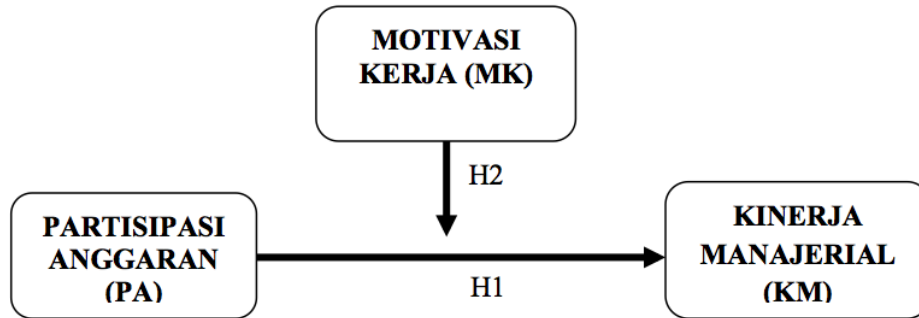 MOTIVASI
KERJA (MK)
H2
PARTISIPASI
ANGGARAN
(PA)
H1
KINERJA
MANAJERIAL
(KM)